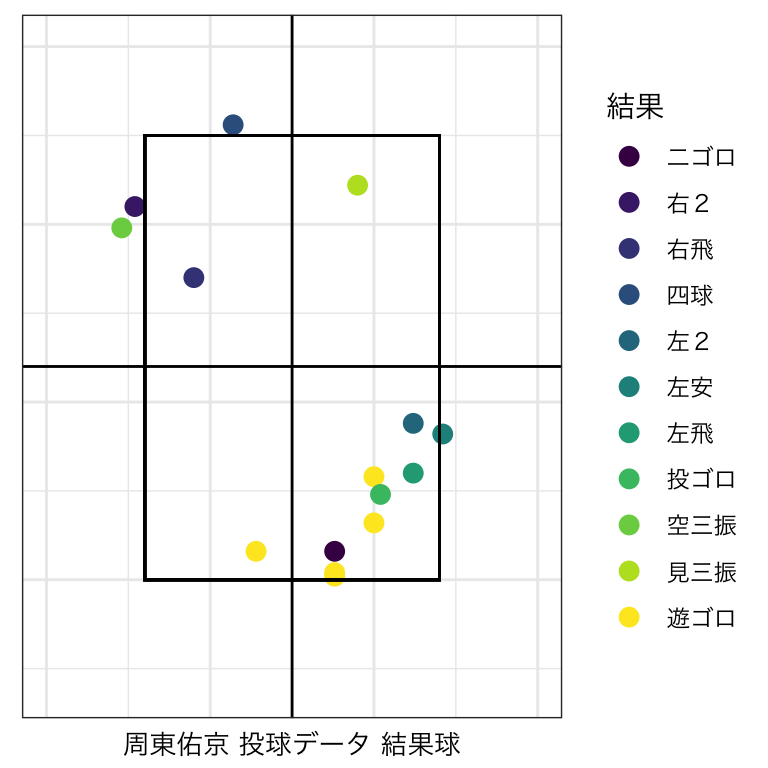 結果
二ゴロ
右２
右飛
四球
左２
左安
左飛
投ゴロ
空三振
見三振
遊ゴロ
周東佑京 投球データ 結果球